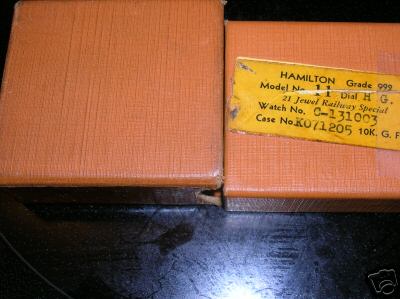 HAMILTON Grade 999
Model No. 11 Dial H G.
21 Jewel Railway Special
Watch No. C-131003
Case No. K071205 10K. G. F